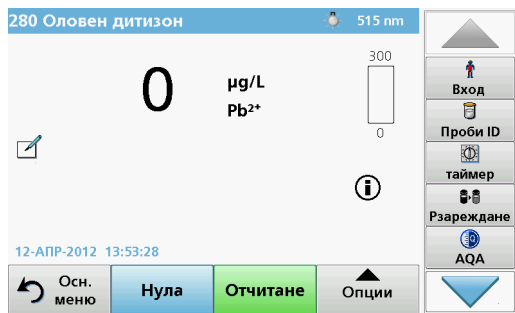 280 Оловен дитизон
515 nm
0
µg/L
Pb²⁺
300
0
12-АПР-2012 13:53:28
Осн.
меню
Нула
Отчитане
Опции
Вход
Проби ID
таймер
Рзареждане
AQA